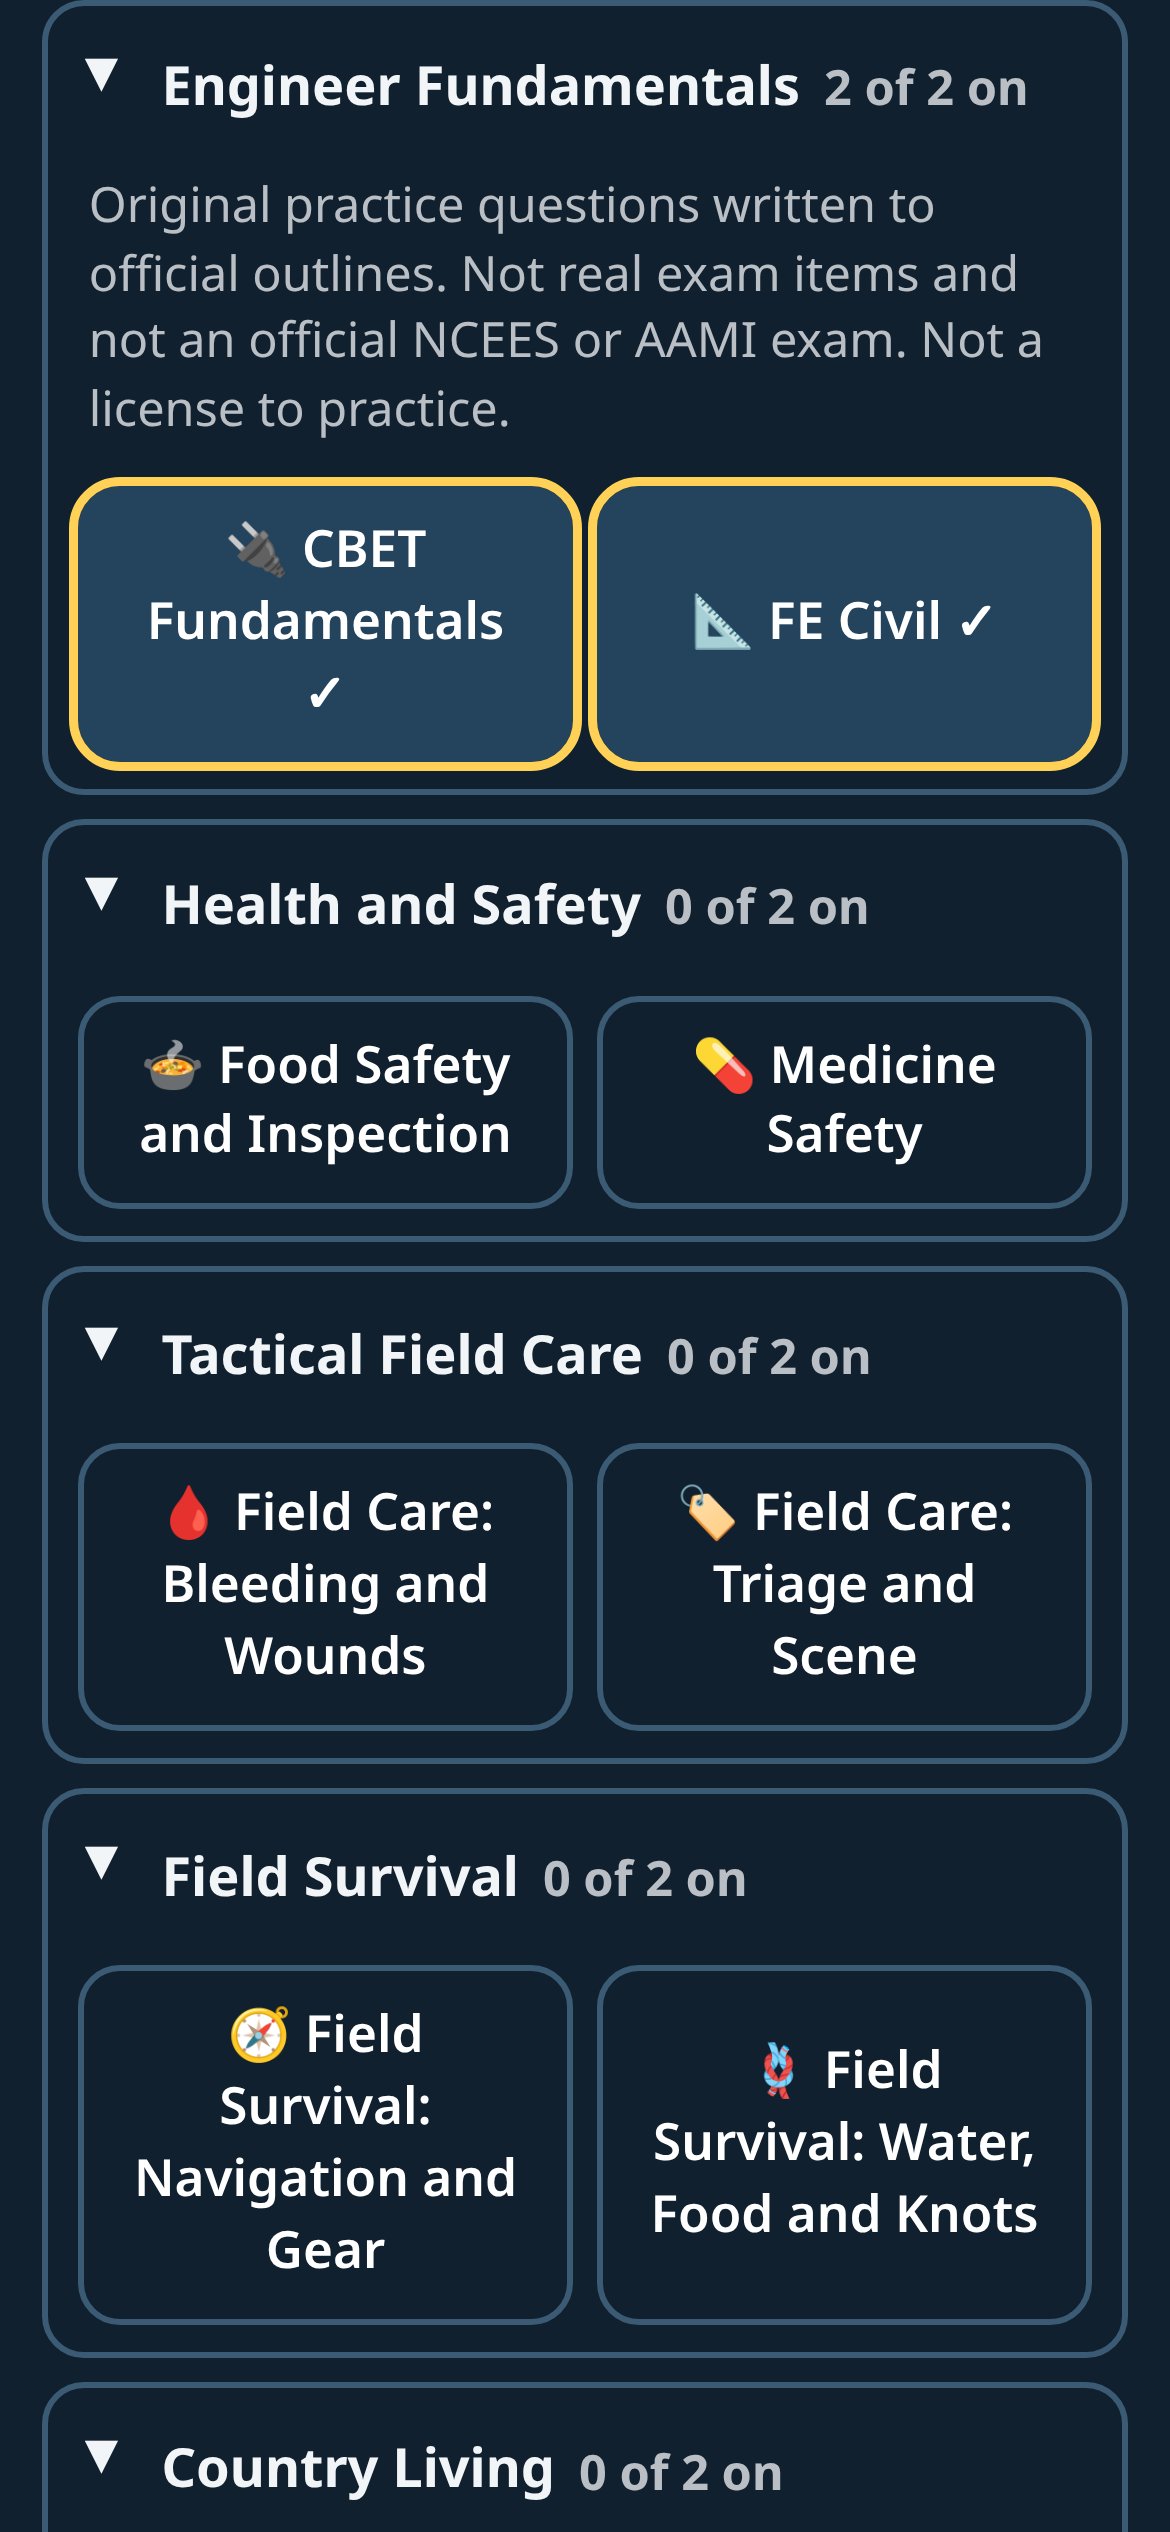 ▼ Engineer Fundamentals 2 of 2 on
Original practice questions written to
official outlines. Not real exam items and
not an official NCEES or AAMI exam. Not a
license to practice.
🔌 CBET
Fundamentals
✓
📐 FE Civil ✓
▼ Health and Safety 0 of 2 on
🍲 Food Safety
and Inspection
💊 Medicine
Safety
▼ Tactical Field Care 0 of 2 on
🩸 Field Care:
Bleeding and
Wounds
🏷️ Field Care:
Triage and
Scene
▼ Field Survival 0 of 2 on
🧭 Field
Survival:
Navigation and
Gear
🪢 Field
Survival: Water,
Food and Knots
▼ Country Living 0 of 2 on